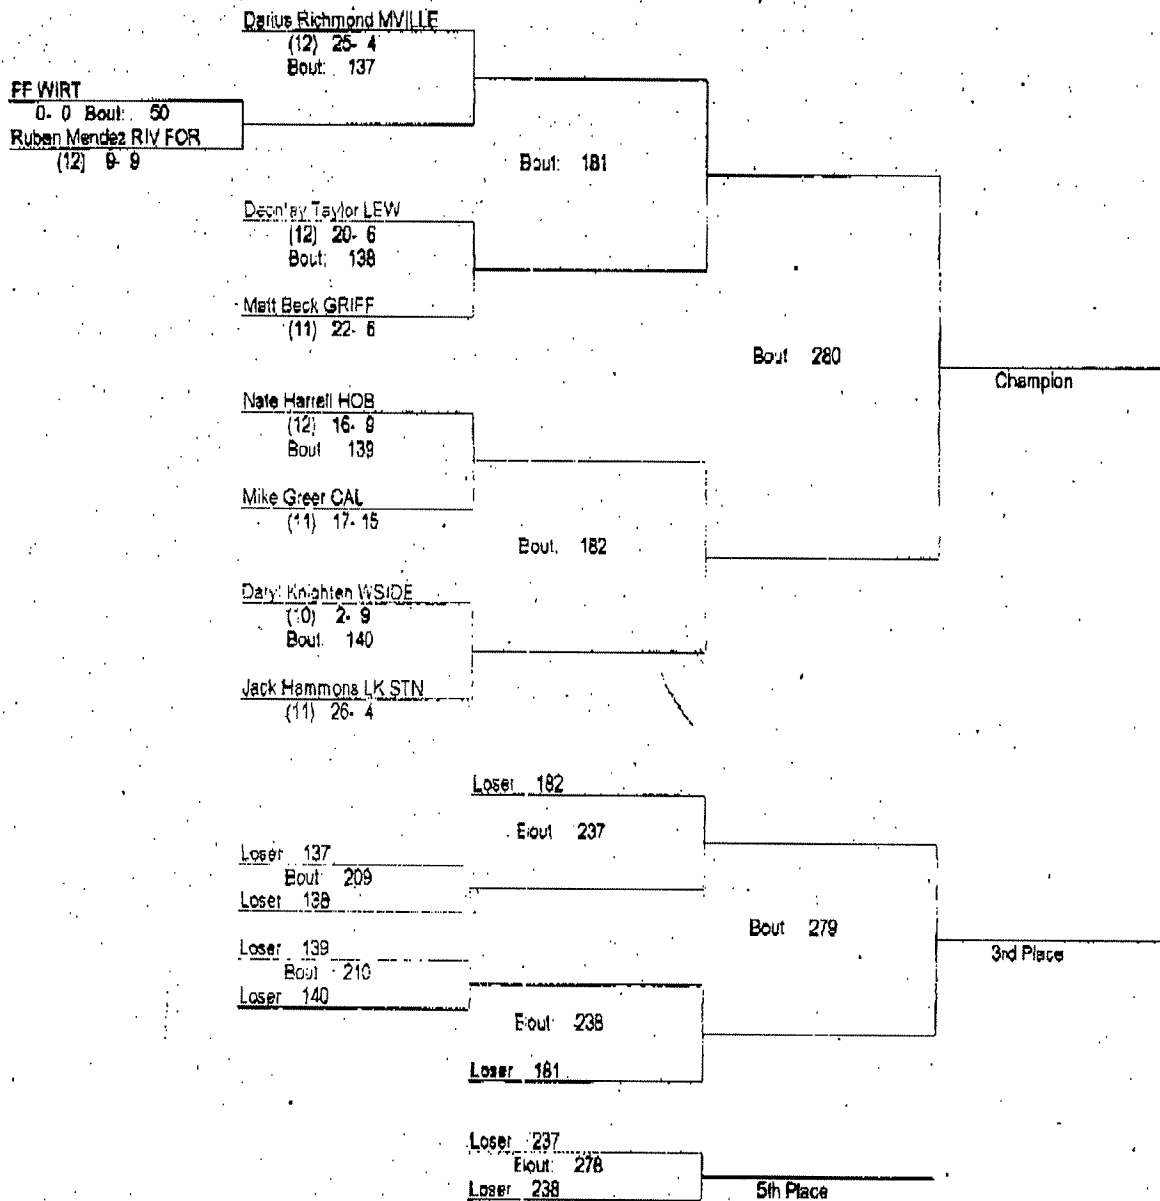 Darius Richmond MVILLE
(12) 25- 4
Bout: 137
FF WIRT
0- 0 Bout: 50
Ruben Mendez RIV FOR
(12) 9- 9
Bout: 181
Taylor LEW
(12) 20- 6
Bout: 138
Matt Beck GRIFF
(11) 22- 6
Bout 280
Champion
Nate Harrell HOB
(12) 16- 9
Bout 139
Mike Greer CAL
(11) 17- 15
Bout. 182
Daryl Knighten WSIDE
(10) 2- 9
Bout. 140
Jack Hammons LK STN
(11) 26- 4
Loser 182
Bout 237
Loser 137
Bout: 209
Loser 138
Bout 279
3rd Place
Loser 139
Bout 210
Loser 140
Bout: 238
Loser 181
Loser 237
Bout: 278
Loser 238
5th Place